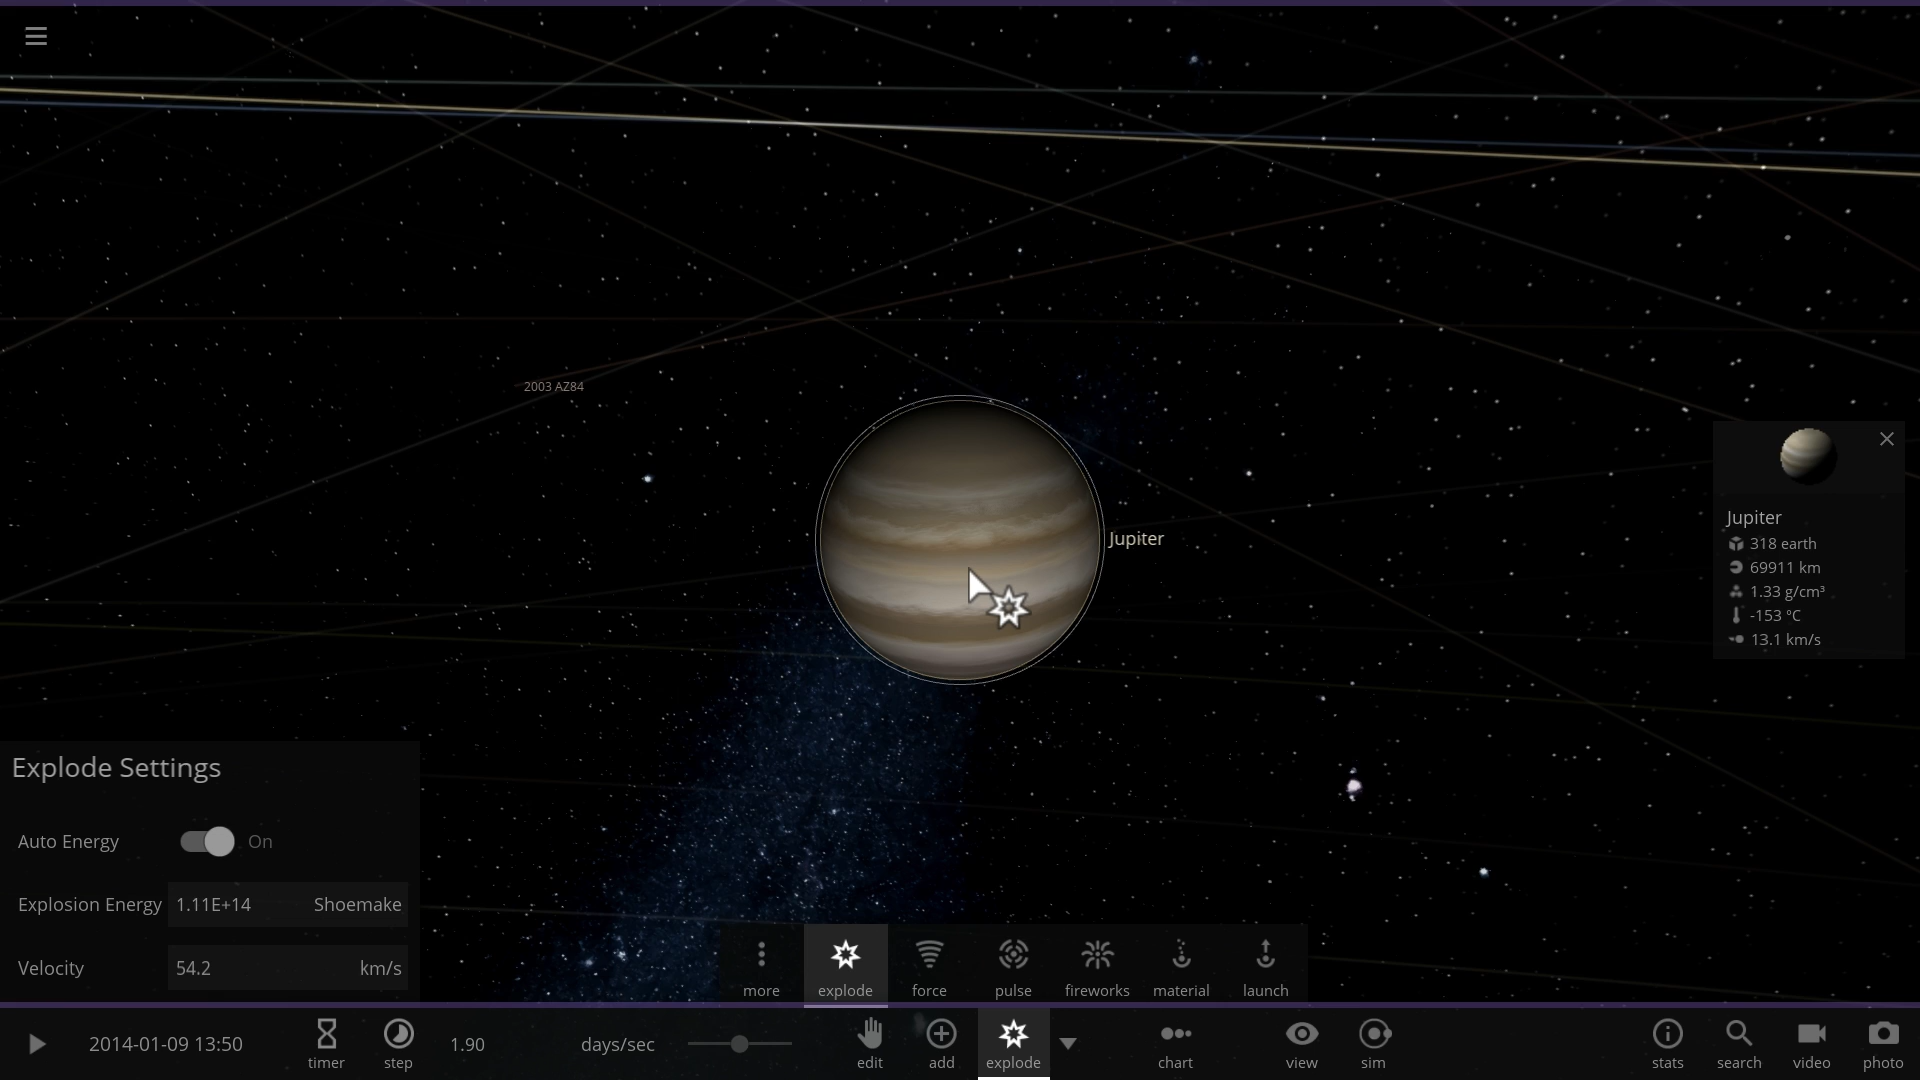 2003 AZ84
Jupiter
Jupiter
318 earth
69911 km
1.33 g/cm³
-153 °C
13.1 km/s
Explode Settings
Auto Energy On
Explosion Energy 1.11E+14 Shoemake
Velocity 54.2 km/s
more explode force pulse fireworks material launch
2014-01-09 13:50 timer step 1.90 days/sec edit add explode chart view sim stats search video photo